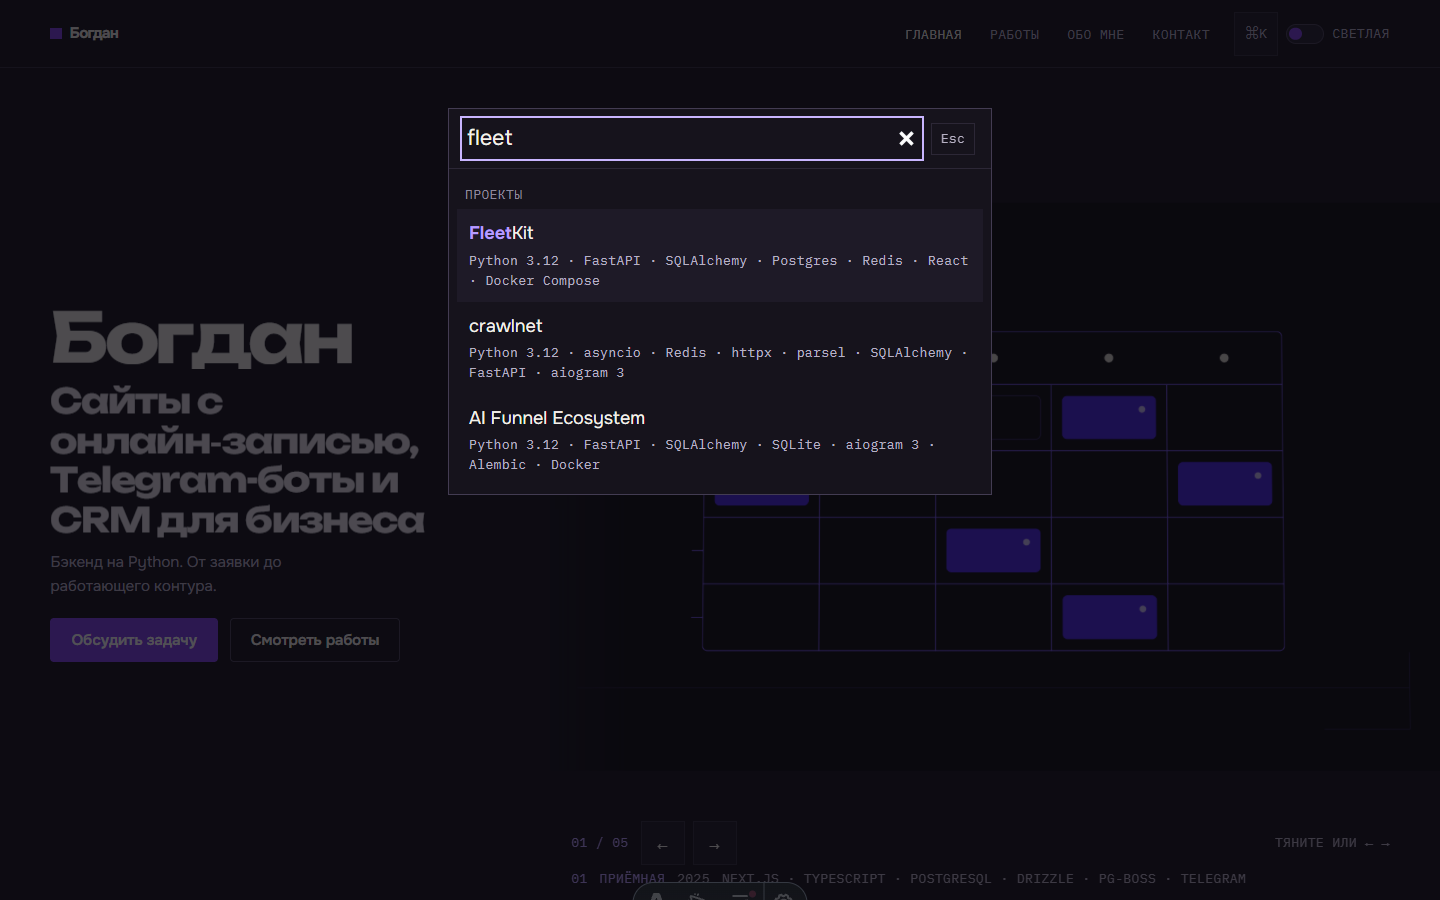 Богдан
ГЛАВНАЯ РАБОТЫ ОБО МНЕ КОНТАКТ ⌘K СВЕТЛАЯ
fleet × Esc
ПРОЕКТЫ
FleetKit
Python 3.12 · FastAPI · SQLAlchemy · Postgres · Redis · React
· Docker Compose
crawlnet
Python 3.12 · asyncio · Redis · httpx · parsel · SQLAlchemy ·
FastAPI · aiogram 3
AI Funnel Ecosystem
Python 3.12 · FastAPI · SQLAlchemy · SQLite · aiogram 3 ·
Alembic · Docker
Богдан
Сайты с
онлайн-записью,
Telegram-боты и
CRM для бизнеса
Бэкенд на Python. От заявки до
работающего контура.
Обсудить задачу Смотреть работы
01 / 05 ← → ТЯНИТЕ ИЛИ ← →
01 ПРИЁМНАЯ 2025 NEXT.JS · TYPESCRIPT · POSTGRESQL · DRIZZLE · PG-BOSS · TELEGRAM